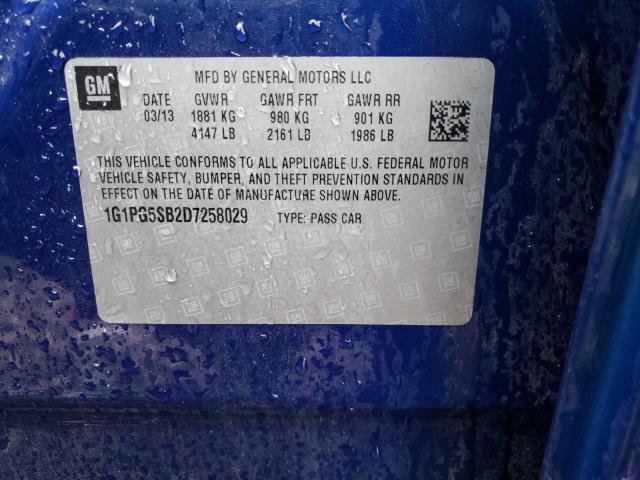 GM
MFD BY GENERAL MOTORS LLC
DATE GVWR GAWR FRT GAWR RR
03/13 1881 KG 980 KG 901 KG
4147 LB 2161 LB 1986 LB
THIS VEHICLE CONFORMS TO ALL APPLICABLE U.S. FEDERAL MOTOR
VEHICLE SAFETY, BUMPER, AND THEFT PREVENTION STANDARDS
IN EFFECT ON THE DATE OF MANUFACTURE SHOWN ABOVE.
1G1PG5SB2D7258029 TYPE: PASS CAR